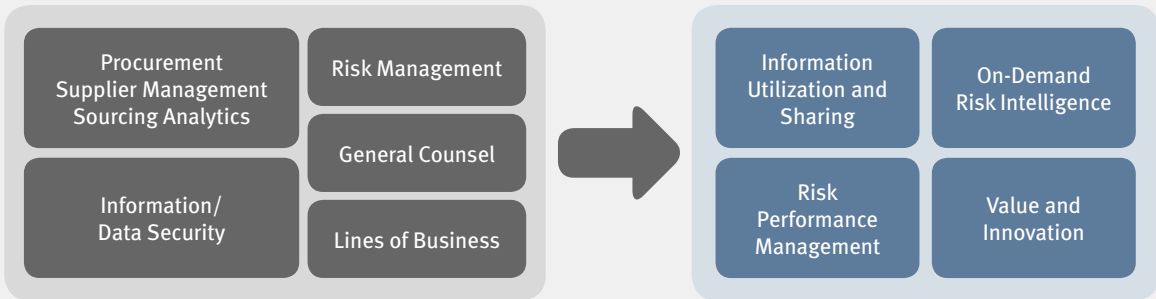 Procurement
Supplier Management
Sourcing Analytics
Information/
Data Security
Risk Management
General Counsel
Lines of Business
Information
Utilization and
Sharing
On-Demand
Risk Intelligence
Risk
Performance
Management
Value and
Innovation